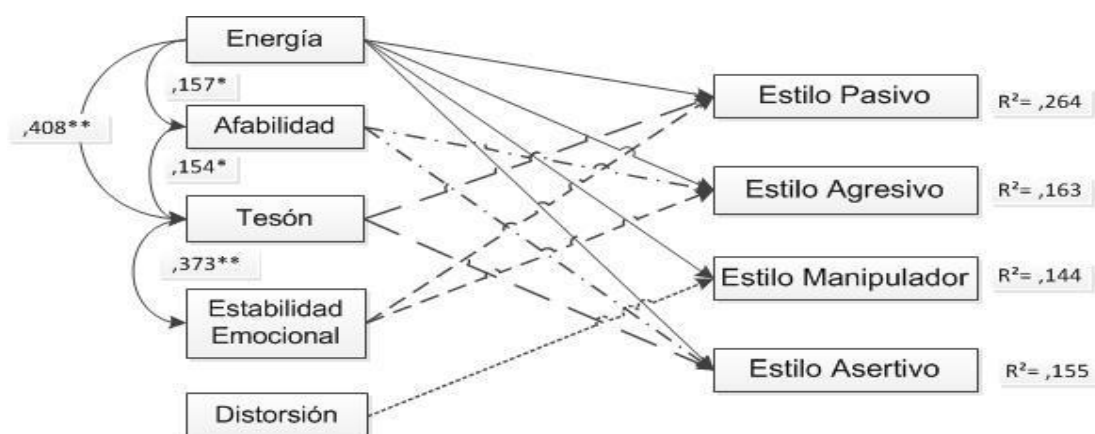 Energía
,157*
,408**
Afabilidad
,154*
Tesón
,373**
Estabilidad
Emocional
Distorsión
Estilo Pasivo
R²= ,264
Estilo Agresivo
R²= ,163
Estilo Manipulador
R²= ,144
Estilo Asertivo
R²= ,155